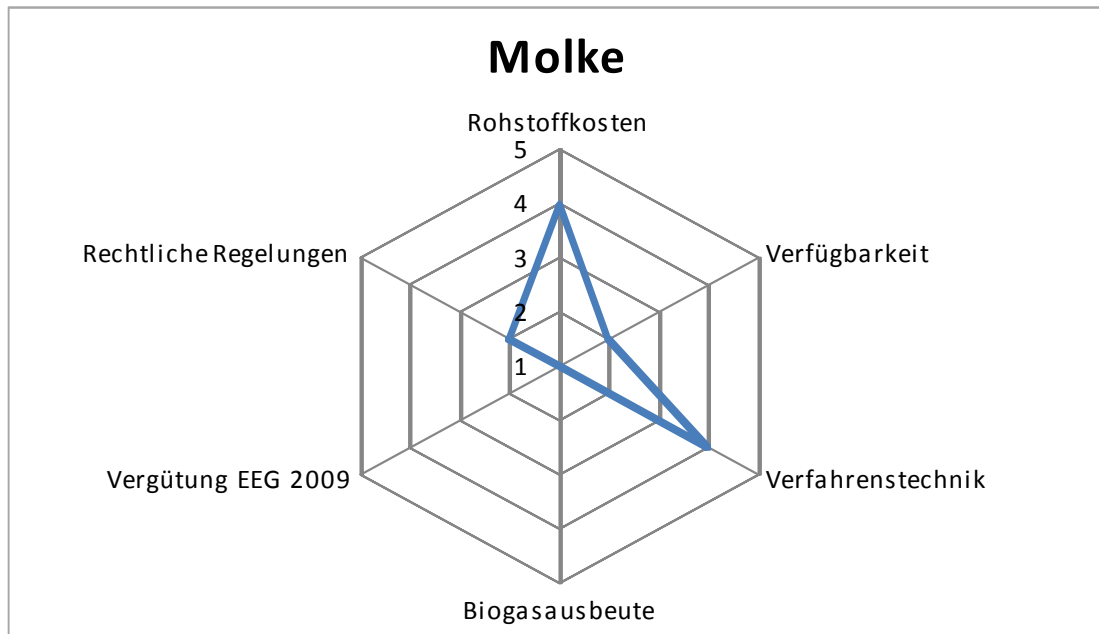 Molke
Rohstoffkosten
5
4
3
2
1
Rechtliche Regelungen
Verfügbarkeit
Vergütung EEG 2009
Verfahrenstechnik
Biogasausbeute